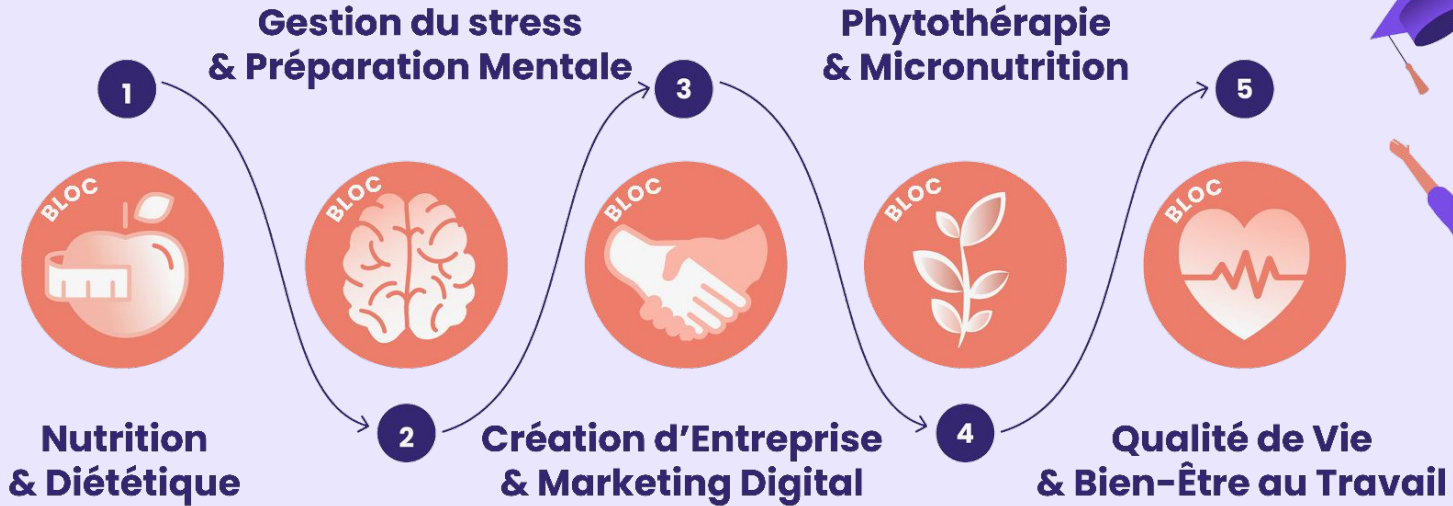 1
BLOC
Nutrition
& Diététique
Gestion du stress
& Préparation Mentale
BLOC
2
3
BLOC
Création d'Entreprise
& Marketing Digital
Phytothérapie
& Micronutrition
BLOC
4
5
BLOC
Qualité de Vie
& Bien-Être au Travail